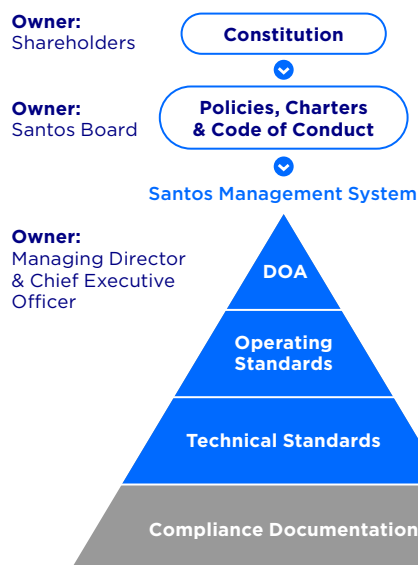 Owner:
Shareholders
Constitution
Owner:
Santos Board
Policies, Charters
& Code of Conduct
Santos Management System
Owner:
Managing Director
& Chief Executive
Officer
DOA
Operating
Standards
Technical Standards
Compliance Documentation